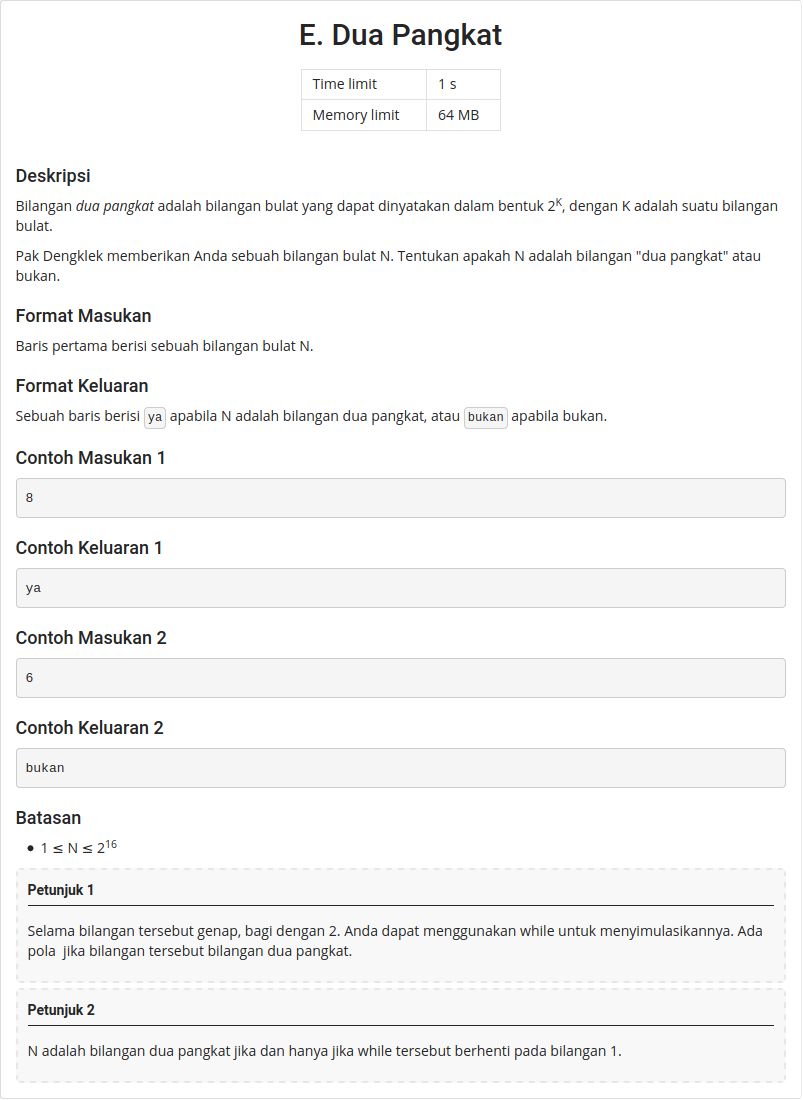 E. Dua Pangkat
Time limit 1 s
Memory limit 64 MB
Deskripsi
Bilangan dua pangkat adalah bilangan bulat yang dapat dinyatakan dalam bentuk 2^K, dengan K adalah suatu bilangan
bulat.
Pak Dengklek memberikan Anda sebuah bilangan bulat N. Tentukan apakah N adalah bilangan "dua pangkat" atau
bukan.
Format Masukan
Baris pertama berisi sebuah bilangan bulat N.
Format Keluaran
Sebuah baris berisi ya apabila N adalah bilangan dua pangkat, atau bukan apabila bukan.
Contoh Masukan 1
8
Contoh Keluaran 1
ya
Contoh Masukan 2
6
Contoh Keluaran 2
bukan
Batasan
• 1 ≤ N ≤ 2^16
Petunjuk 1
Selama bilangan tersebut genap, bagi dengan 2. Anda dapat menggunakan while untuk menyimulasikannya. Ada
pola jika bilangan tersebut bilangan dua pangkat.
Petunjuk 2
N adalah bilangan dua pangkat jika dan hanya jika while tersebut berhenti pada bilangan 1.